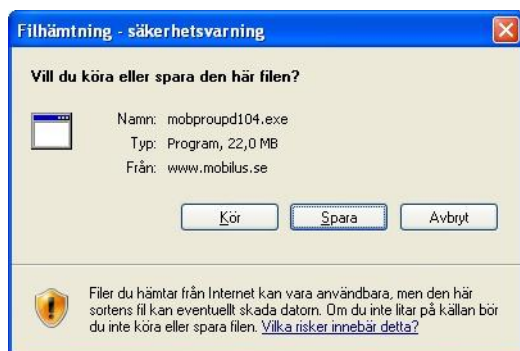 Filhämtning - säkerhetsvarning
Vill du köra eller spara den här filen?
Namn: mobproupd104.exe
Typ: Program, 22,0 MB
Från: www.mobilus.se
Kör Spara Avbryt
Filer du hämtar från Internet kan vara användbara, men den här
sortens fil kan eventuellt skada datorn. Om du inte litar på källan bör
du inte köra eller spara filen. Vilka risker innebär detta?